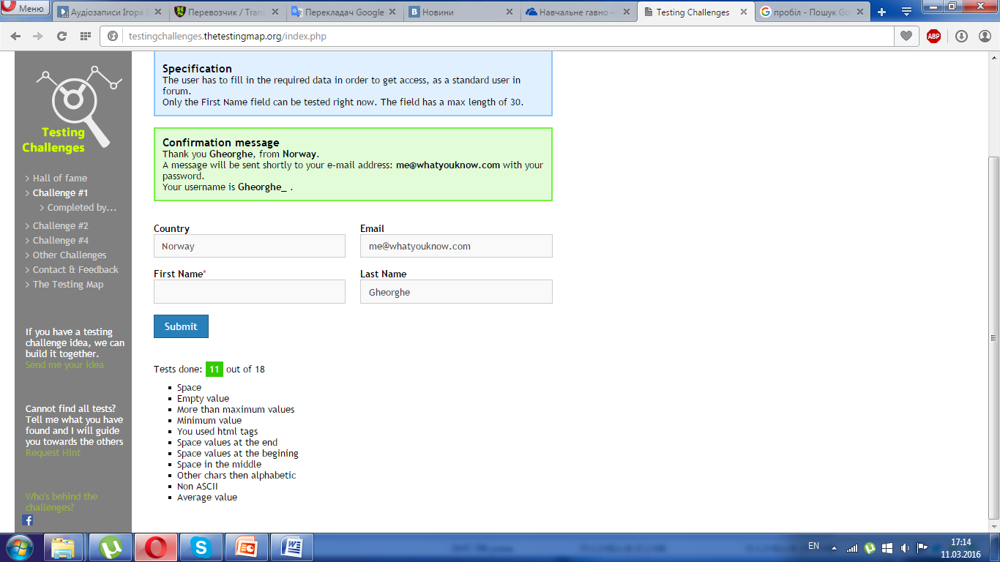 Меню
Аудіозаписи Ігоря
Перевозчик / Trans
Перекладач Google
Новини
Навчальне гавно –
Testing Challenges
пробіл - Пошук Go
testingchallenges.thetestingmap.org/index.php
ABP
Testing
Challenges
Hall of fame
Challenge #1
Completed by...
Challenge #2
Challenge #4
Other Challenges
Contact & Feedback
The Testing Map
If you have a testing
challenge idea, we can
build it together.
Send me your idea
Cannot find all tests?
Tell me what you have
found and I will guide
you towards the others
Request Hint
Who's behind the
challenges?
Specification
The user has to fill in the required data in order to get access, as a standard user in
forum.
Only the First Name field can be tested right now. The field has a max length of 30.
Confirmation message
Thank you Gheorghe, from Norway.
A message will be sent shortly to your e-mail address: me@whatyouknow.com with your
password.
Your username is Gheorghe_ .
Country
Email
Norway
me@whatyouknow.com
First Name*
Last Name
Gheorghe
Submit
Tests done: 11 out of 18
Space
Empty value
More than maximum values
Minimum value
You used html tags
Space values at the end
Space values at the begining
Space in the middle
Other chars then alphabetic
Non ASCII
Average value
EN
17:14
11.03.2016